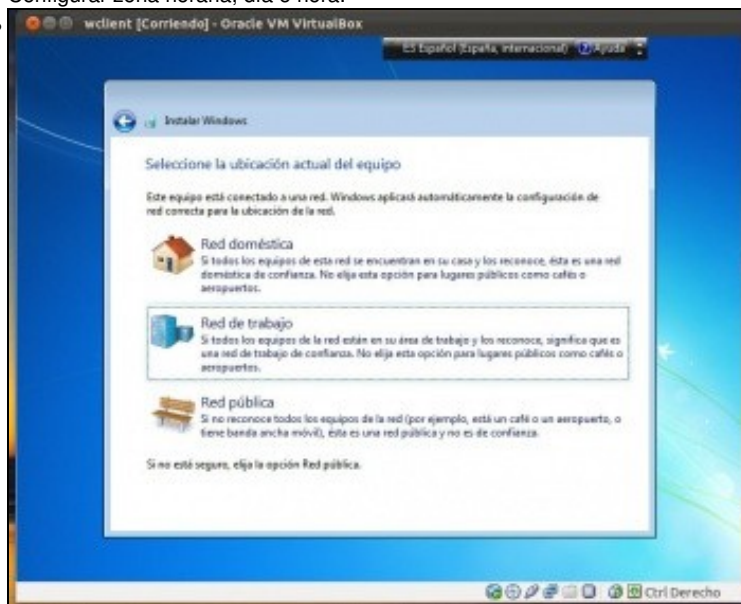 Configurar zona horaria, día e hora.
wclient [Corriendo] - Oracle VM VirtualBox
ES Español (España, internacional) Ayuda
Instalar Windows
Seleccione la ubicación actual del equipo
Este equipo está conectado a una red. Windows aplicará automáticamente la configuración de
red correcta para la ubicación de la red.
Red doméstica
Si todos los equipos de esta red se encuentran en su casa y los reconoce, ésta es una red
doméstica de confianza. No elija esta opción para lugares públicos como cafés o
aeropuertos.
Red de trabajo
Si todos los equipos de la red están en su área de trabajo y los reconoce, significa que es
una red de trabajo de confianza. No elija esta opción para lugares públicos como cafés o
aeropuertos.
Red pública
Si no reconoce todos los equipos de la red (por ejemplo, está un café o un aeropuerto, o
tiene banda ancha móvil), ésta es una red pública y no es de confianza.
Si no está seguro, elija la opción Red pública.
Ctrl Derecho